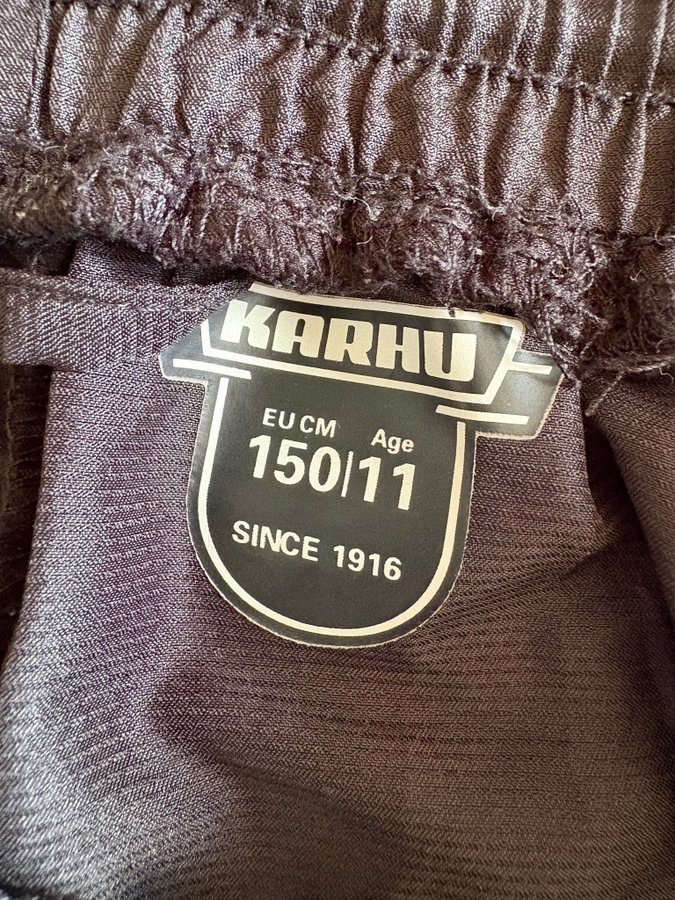 KARHU
EU CM Age
150|11
SINCE 1916